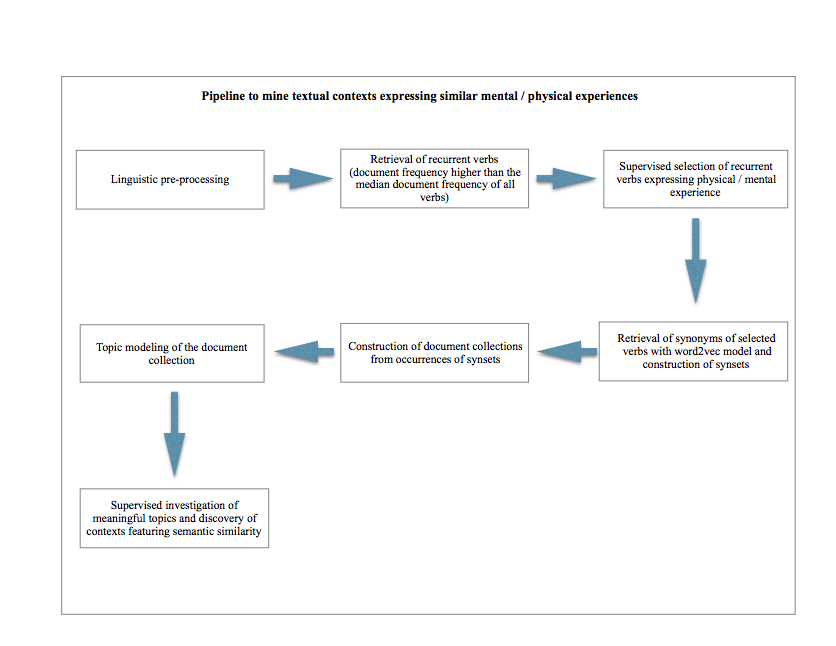 Pipeline to mine textual contexts expressing similar mental / physical experiences
Linguistic pre-processing
Retrieval of recurrent verbs
(document frequency higher than the
median document frequency of all
verbs)
Supervised selection of recurrent
verbs expressing physical / mental
experience
Retrieval of synonyms of selected
verbs with word2vec model and
construction of synsets
Construction of document collections
from occurrences of synsets
Topic modeling of the document
collection
Supervised investigation of
meaningful topics and discovery of
contexts featuring semantic similarity